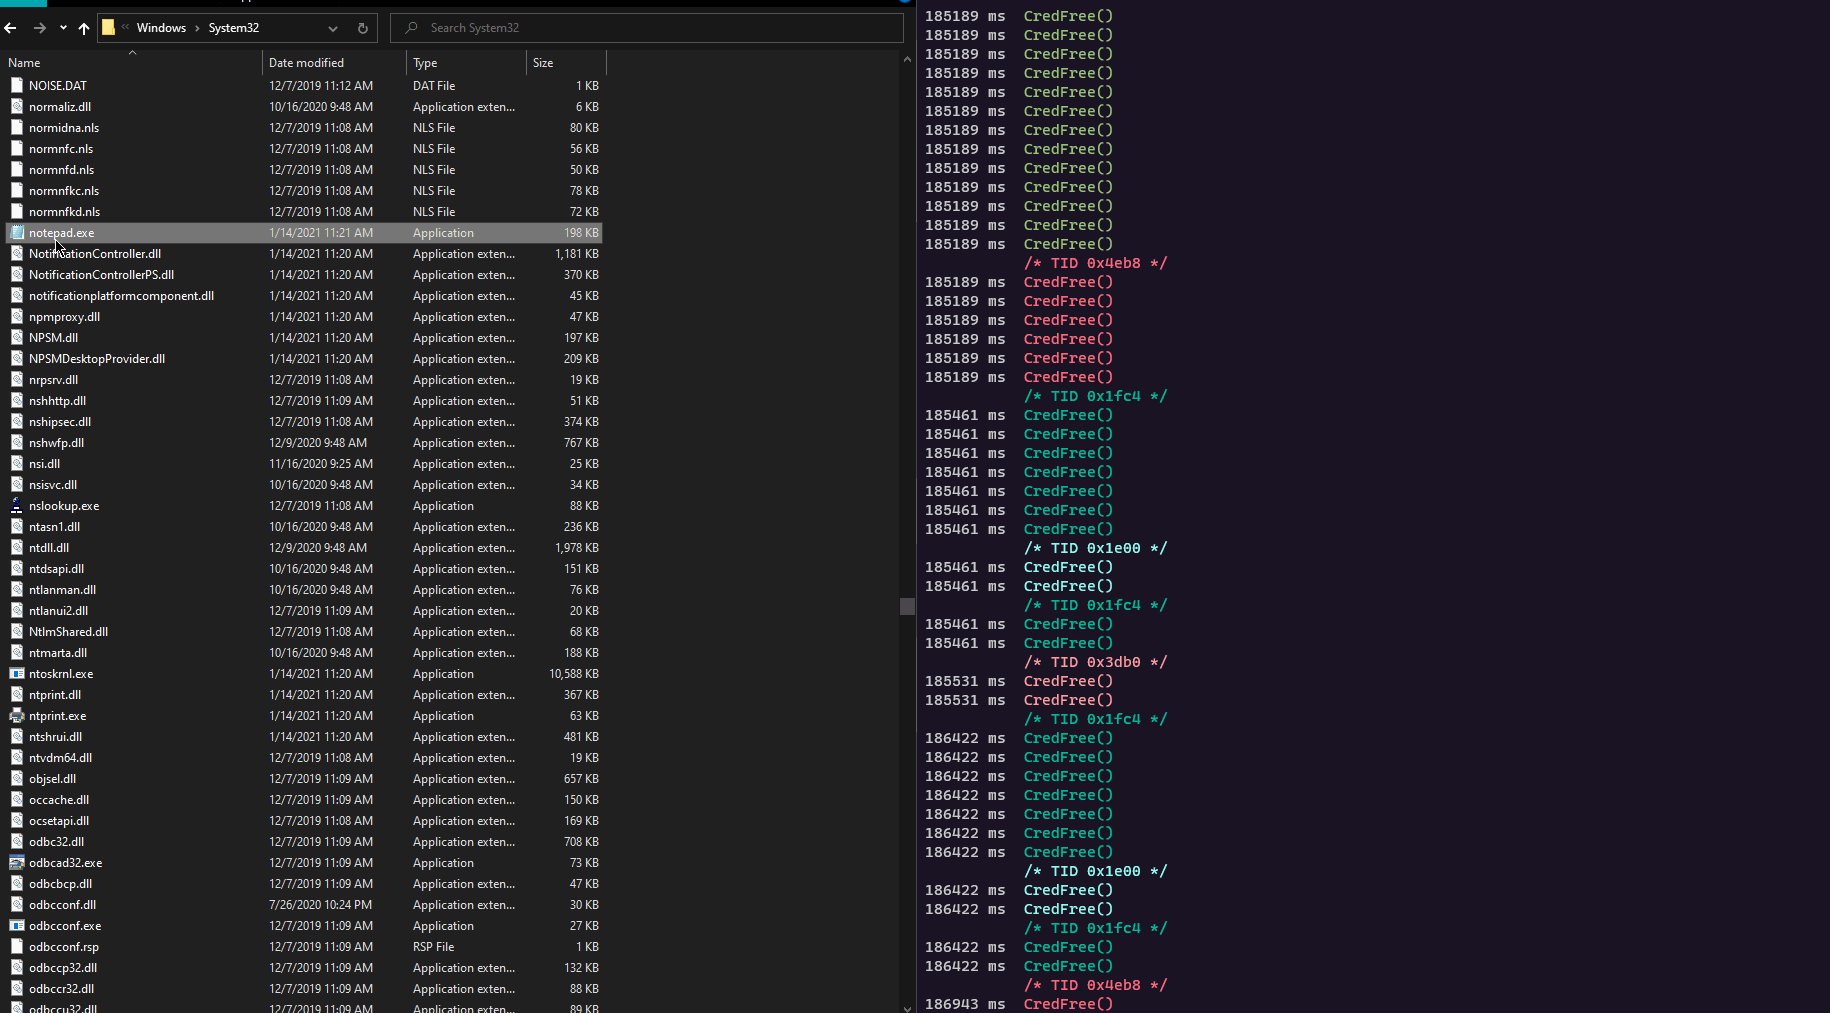 Windows › System32
Search System32
Name Date modified Type Size
NOISE.DAT 12/7/2019 11:12 AM DAT File 1 KB
normaliz.dll 10/16/2020 9:48 AM Application exten... 6 KB
normidna.nls 12/7/2019 11:08 AM NLS File 80 KB
normnfc.nls 12/7/2019 11:08 AM NLS File 56 KB
normnfd.nls 12/7/2019 11:08 AM NLS File 50 KB
normnfkc.nls 12/7/2019 11:08 AM NLS File 78 KB
normnfkd.nls 12/7/2019 11:08 AM NLS File 72 KB
notepad.exe 1/14/2021 11:21 AM Application 198 KB
NotificationController.dll 1/14/2021 11:20 AM Application exten... 1,181 KB
NotificationControllerPS.dll 1/14/2021 11:20 AM Application exten... 370 KB
notificationplatformcomponent.dll 1/14/2021 11:20 AM Application exten... 45 KB
npmproxy.dll 1/14/2021 11:20 AM Application exten... 47 KB
NPSM.dll 1/14/2021 11:20 AM Application exten... 197 KB
NPSMDesktopProvider.dll 1/14/2021 11:20 AM Application exten... 209 KB
nrpsrv.dll 12/7/2019 11:08 AM Application exten... 19 KB
nshhttp.dll 12/7/2019 11:09 AM Application exten... 51 KB
nshipsec.dll 12/7/2019 11:08 AM Application exten... 374 KB
nshwfp.dll 12/9/2020 9:48 AM Application exten... 767 KB
nsi.dll 11/16/2020 9:25 AM Application exten... 25 KB
nsisvc.dll 10/16/2020 9:48 AM Application exten... 34 KB
nslookup.exe 12/7/2019 11:08 AM Application 88 KB
ntasn1.dll 10/16/2020 9:48 AM Application exten... 236 KB
ntdll.dll 12/9/2020 9:48 AM Application exten... 1,978 KB
ntdsapi.dll 10/16/2020 9:48 AM Application exten... 151 KB
ntlanman.dll 10/16/2020 9:48 AM Application exten... 76 KB
ntlanui2.dll 12/7/2019 11:09 AM Application exten... 20 KB
NtlmShared.dll 12/7/2019 11:08 AM Application exten... 68 KB
ntmarta.dll 10/16/2020 9:48 AM Application exten... 188 KB
ntoskrnl.exe 1/14/2021 11:20 AM Application 10,588 KB
ntprint.dll 1/14/2021 11:20 AM Application exten... 367 KB
ntprint.exe 1/14/2021 11:20 AM Application 63 KB
ntshrui.dll 1/14/2021 11:20 AM Application exten... 481 KB
ntvdm64.dll 12/7/2019 11:08 AM Application exten... 19 KB
objsel.dll 12/7/2019 11:09 AM Application exten... 657 KB
occache.dll 12/7/2019 11:09 AM Application exten... 150 KB
ocsetapi.dll 12/7/2019 11:09 AM Application exten... 169 KB
odbc32.dll 12/7/2019 11:09 AM Application exten... 708 KB
odbcad32.exe 12/7/2019 11:09 AM Application 73 KB
odbcbcp.dll 12/7/2019 11:09 AM Application exten... 47 KB
odbcconf.dll 7/26/2020 10:24 PM Application exten... 30 KB
odbcconf.exe 12/7/2019 11:09 AM Application 27 KB
odbcconf.rsp 12/7/2019 11:09 AM RSP File 1 KB
odbccp32.dll 12/7/2019 11:09 AM Application exten... 132 KB
odbccr32.dll 12/7/2019 11:09 AM Application exten... 88 KB
odbccu32.dll 12/7/2019 11:09 AM Application exten... 89 KB
185189 ms CredFree()
185189 ms CredFree()
185189 ms CredFree()
185189 ms CredFree()
185189 ms CredFree()
185189 ms CredFree()
185189 ms CredFree()
185189 ms CredFree()
185189 ms CredFree()
185189 ms CredFree()
185189 ms CredFree()
185189 ms CredFree()
185189 ms CredFree()
/* TID 0x4eb8 */
185189 ms CredFree()
185189 ms CredFree()
185189 ms CredFree()
185189 ms CredFree()
185189 ms CredFree()
185189 ms CredFree()
/* TID 0x1fc4 */
185461 ms CredFree()
185461 ms CredFree()
185461 ms CredFree()
185461 ms CredFree()
185461 ms CredFree()
185461 ms CredFree()
185461 ms CredFree()
/* TID 0x1e00 */
185461 ms CredFree()
185461 ms CredFree()
/* TID 0x1fc4 */
185461 ms CredFree()
185461 ms CredFree()
/* TID 0x3db0 */
185531 ms CredFree()
185531 ms CredFree()
/* TID 0x1fc4 */
186422 ms CredFree()
186422 ms CredFree()
186422 ms CredFree()
186422 ms CredFree()
186422 ms CredFree()
186422 ms CredFree()
186422 ms CredFree()
/* TID 0x1e00 */
186422 ms CredFree()
186422 ms CredFree()
/* TID 0x1fc4 */
186422 ms CredFree()
186422 ms CredFree()
/* TID 0x4eb8 */
186943 ms CredFree()